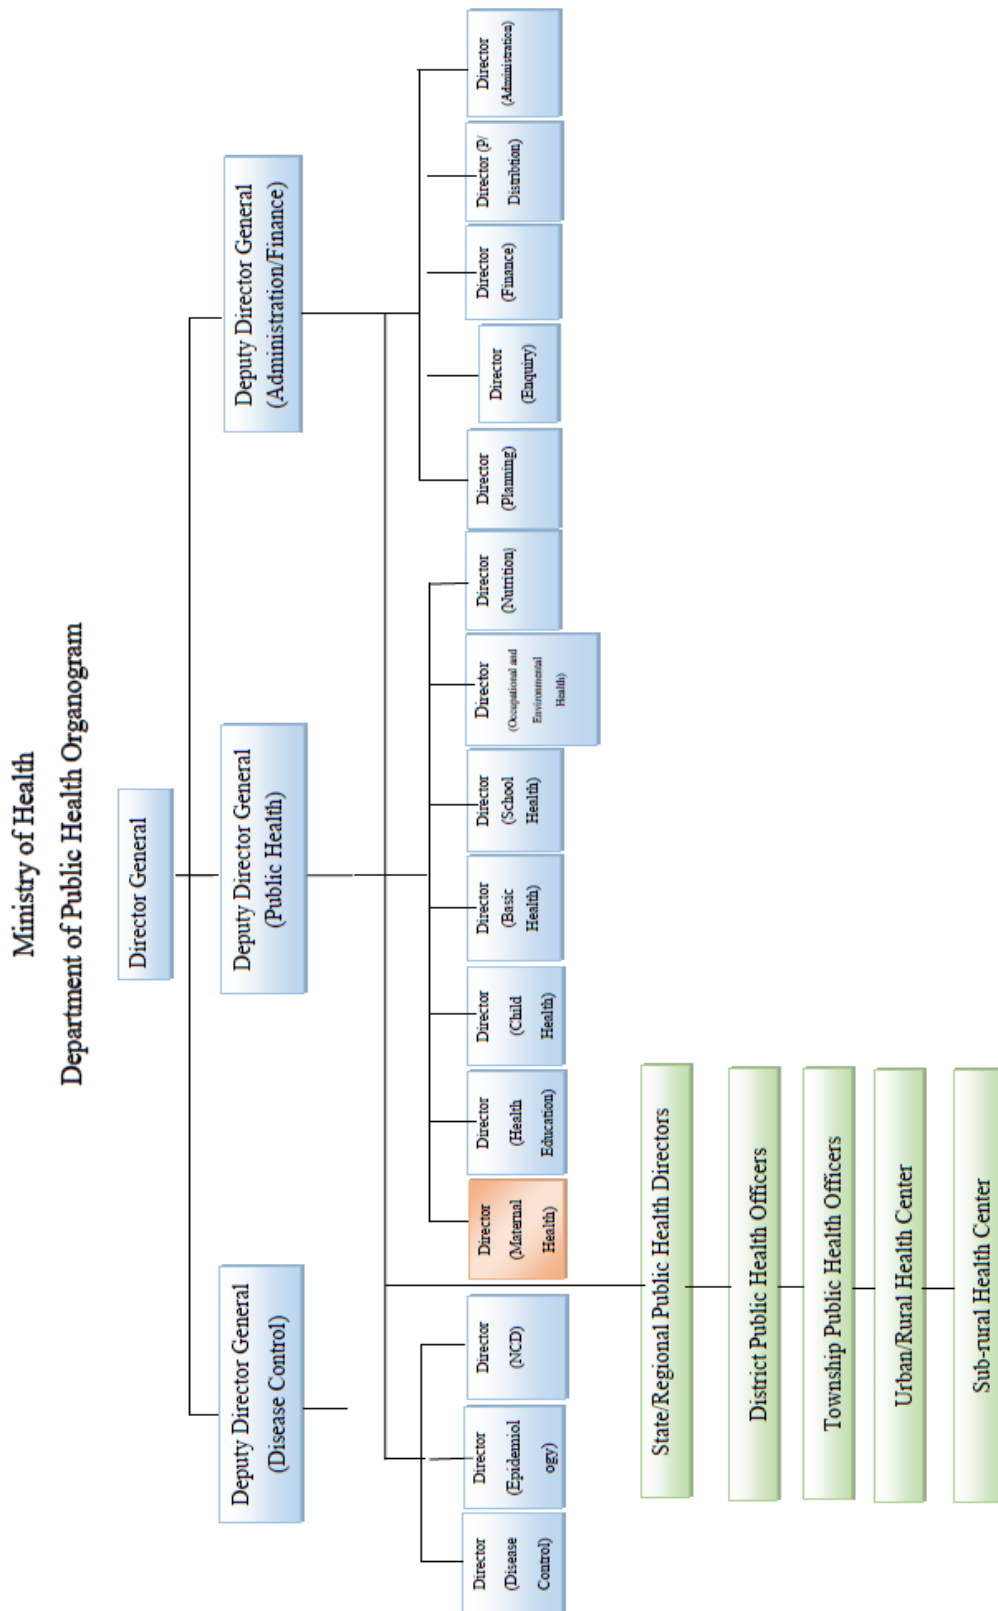 Ministry of Health
Department of Public Health Organogram
Director General
Deputy Director General
(Disease Control)
Deputy Director General
(Public Health)
Deputy Director General
(Administration/Finance)
Director
(Disease
Control)
Director
(Epidemiol
ogy)
Director
(NCD)
Director
(Maternal
Health)
Director
(Health
Education)
Director
(Child
Health)
Director
(Basic
Health)
Director
(School
Health)
Director
(Occupational and
Environmental
Health)
Director
(Nutrition)
Director
(Planning)
Director
(Enquiry)
Director
(Finance)
Director (P/
Distribtion)
Director
(Administration)
State/Regional Public Health Directors
District Public Health Officers
Township Public Health Officers
Urban/Rural Health Center
Sub-rural Health Center